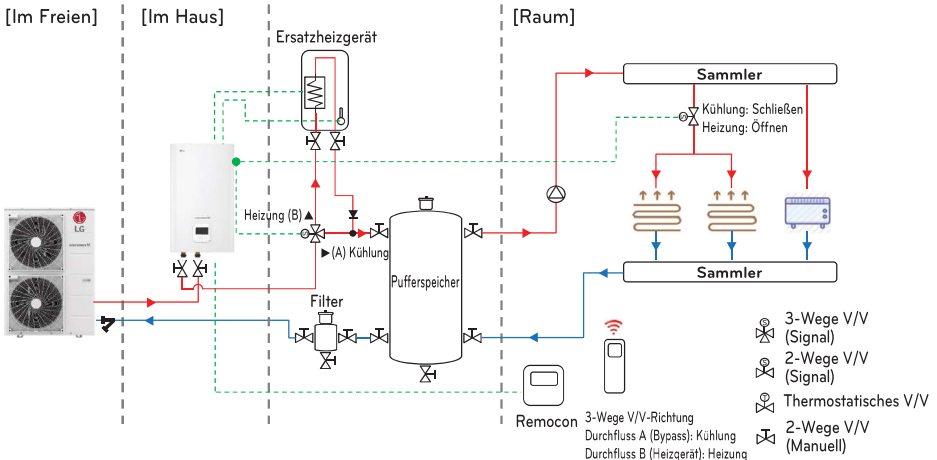 [Im Freien]
[Im Haus]
[Raum]
Ersatzheizgerät
Sammler
Kühlung: Schließen
Heizung: Öffnen
Heizung (B) ▲
▶(A) Kühlung
LG
Pufferspeicher
Sammler
Filter
Remocon
3-Wege V/V-Richtung
Durchfluss A (Bypass): Kühlung
Durchfluss B (Heizgerät): Heizung
S
3-Wege V/V
(Signal)
S
2-Wege V/V
(Signal)
T
Thermostatisches V/V
2-Wege V/V
(Manuell)